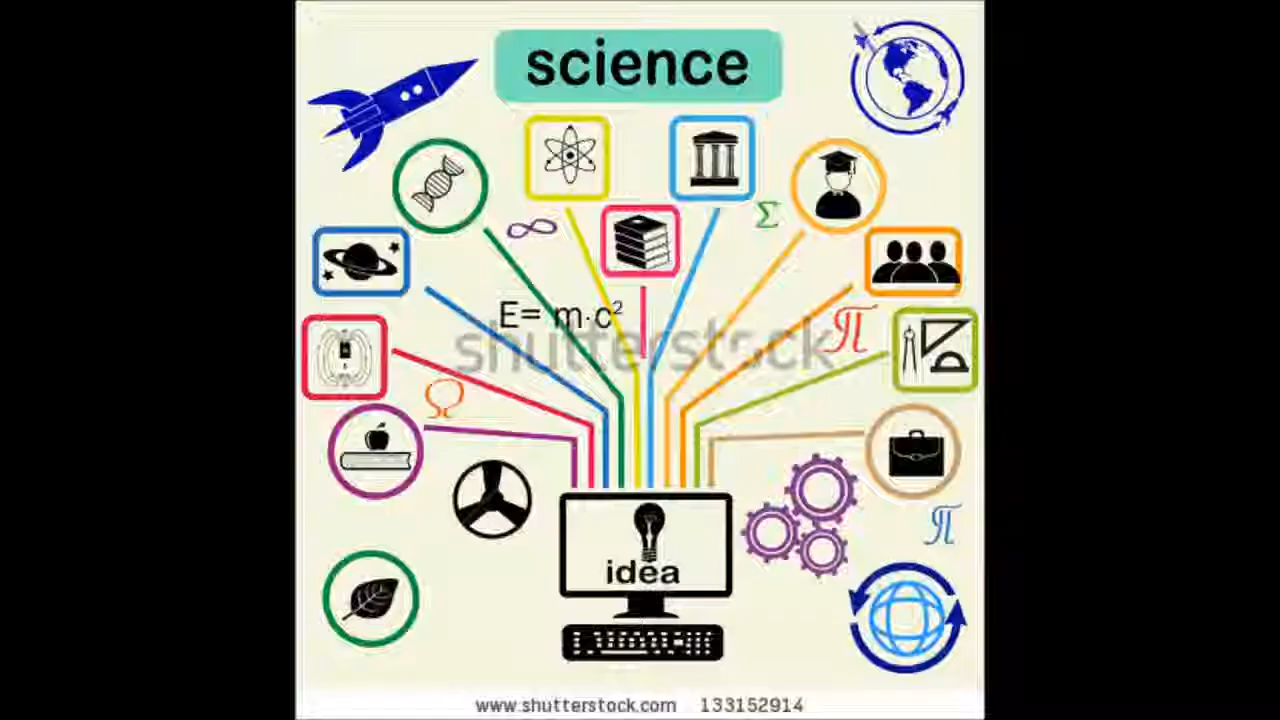 science
∞
Σ
E= m·c²
π
shutterstock
Ω
π
idea
www.shutterstock.com 133152914